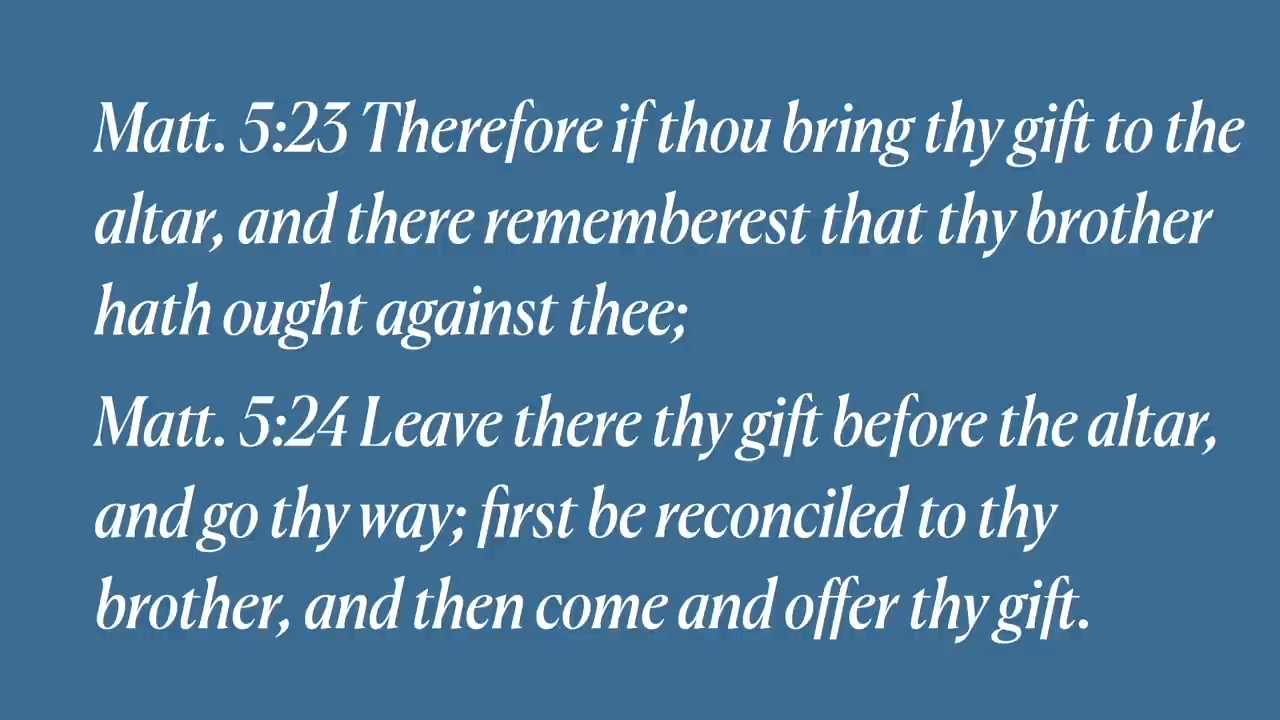 Matt. 5:23 Therefore if thou bring thy gift to the
altar, and there rememberest that thy brother
hath ought against thee;
Matt. 5:24 Leave there thy gift before the altar,
and go thy way; first be reconciled to thy
brother, and then come and offer thy gift.